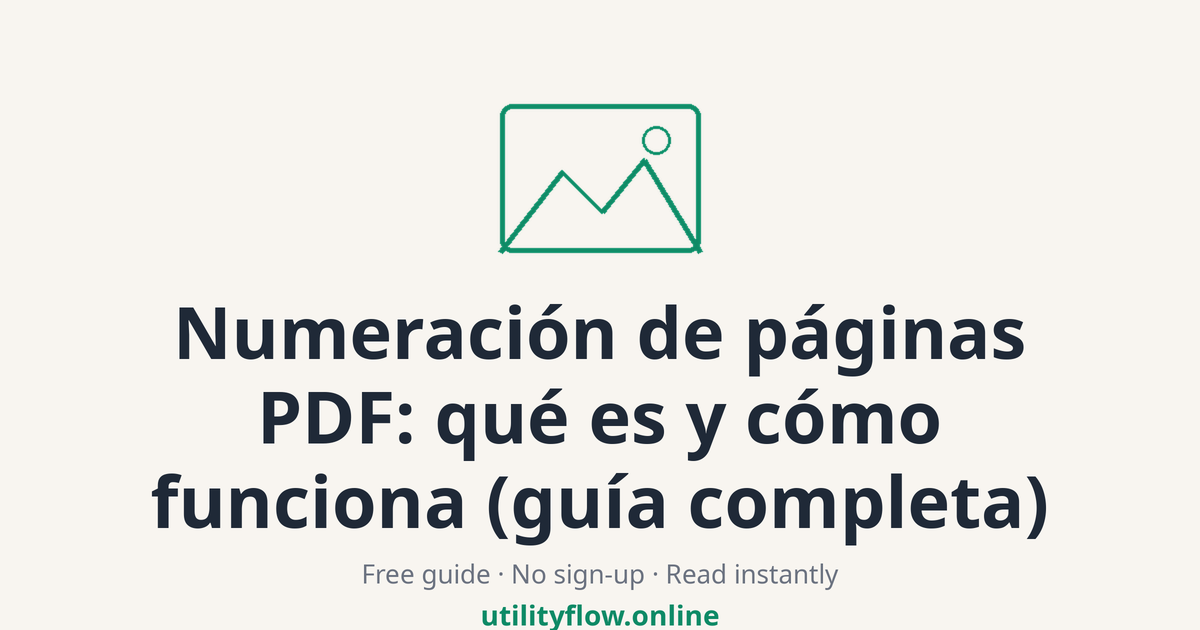 Numeración de páginas
PDF: qué es y cómo
funciona (guía completa)
Free guide · No sign-up · Read instantly
utilityflow.online